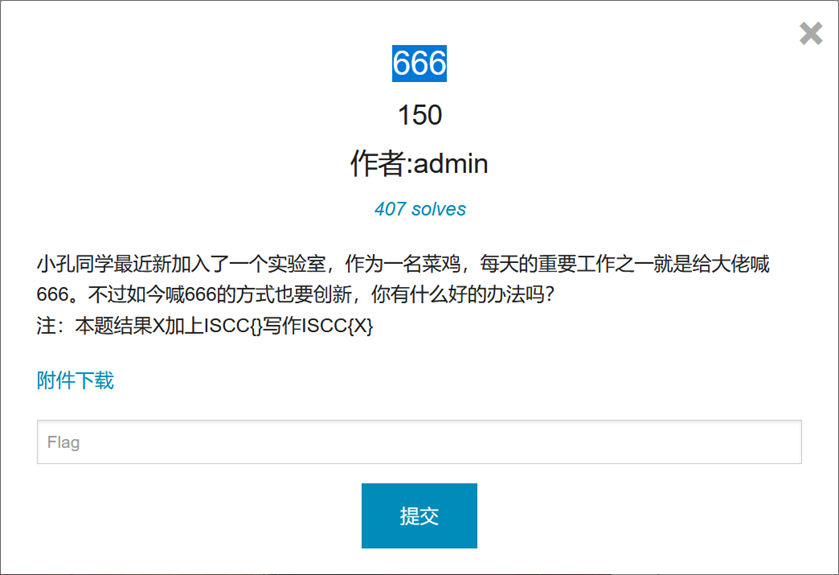 666
150
作者:admin
407 solves
小孔同学最近新加入了一个实验室，作为一名菜鸡，每天的重要工作之一就是给大佬喊
666。不过如今喊666的方式也要创新，你有什么好的办法吗？
注：本题结果X加上ISCC{}写作ISCC{X}
附件下载
Flag
提交